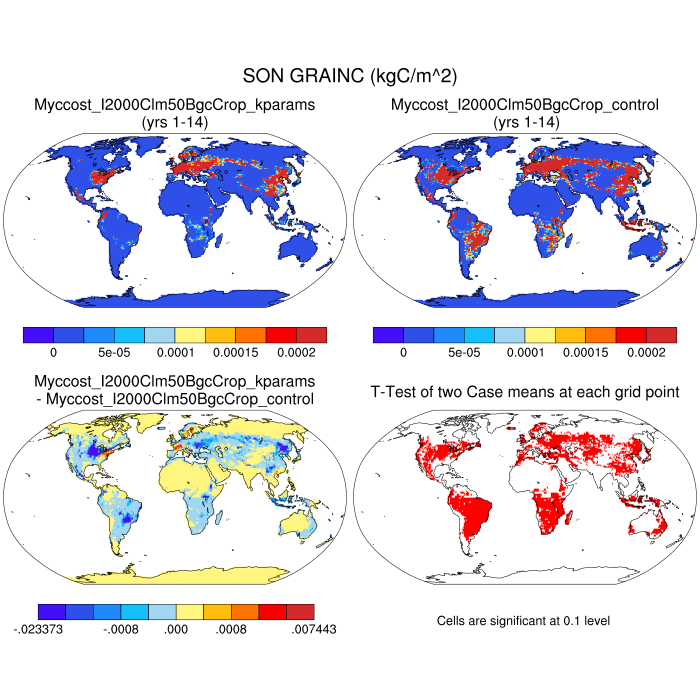 SON GRAINC (kgC/m^2)
Myccost_I2000Clm50BgcCrop_kparams
(yrs 1-14)
Myccost_I2000Clm50BgcCrop_control
(yrs 1-14)
0 5e-05 0.0001 0.00015 0.0002
0 5e-05 0.0001 0.00015 0.0002
Myccost_I2000Clm50BgcCrop_kparams
- Myccost_I2000Clm50BgcCrop_control
T-Test of two Case means at each grid point
-.023373 -.0008 .000 .0008 .007443
Cells are significant at 0.1 level